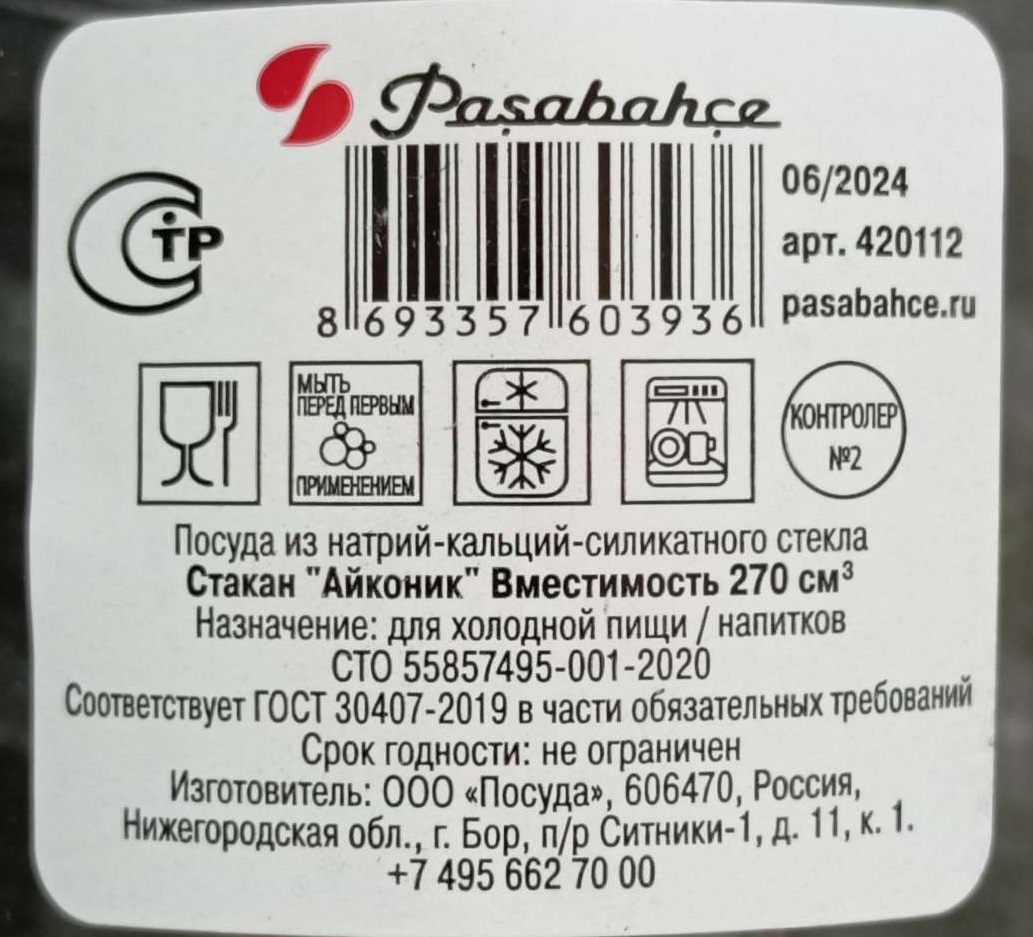 Paşabahçe
06/2024
арт. 420112
pasabahce.ru
СТР
8 693357 603936
МЫТЬ
ПЕРЕД ПЕРВЫМ
ПРИМЕНЕНИЕМ
КОНТРОЛЕР
№2
Посуда из натрий-кальций-силикатного стекла
Стакан "Айконик" Вместимость 270 см³
Назначение: для холодной пищи / напитков
СТО 55857495-001-2020
Соответствует ГОСТ 30407-2019 в части обязательных требований
Срок годности: не ограничен
Изготовитель: ООО «Посуда», 606470, Россия,
Нижегородская обл., г. Бор, п/р Ситники-1, д. 11, к. 1.
+7 495 662 70 00